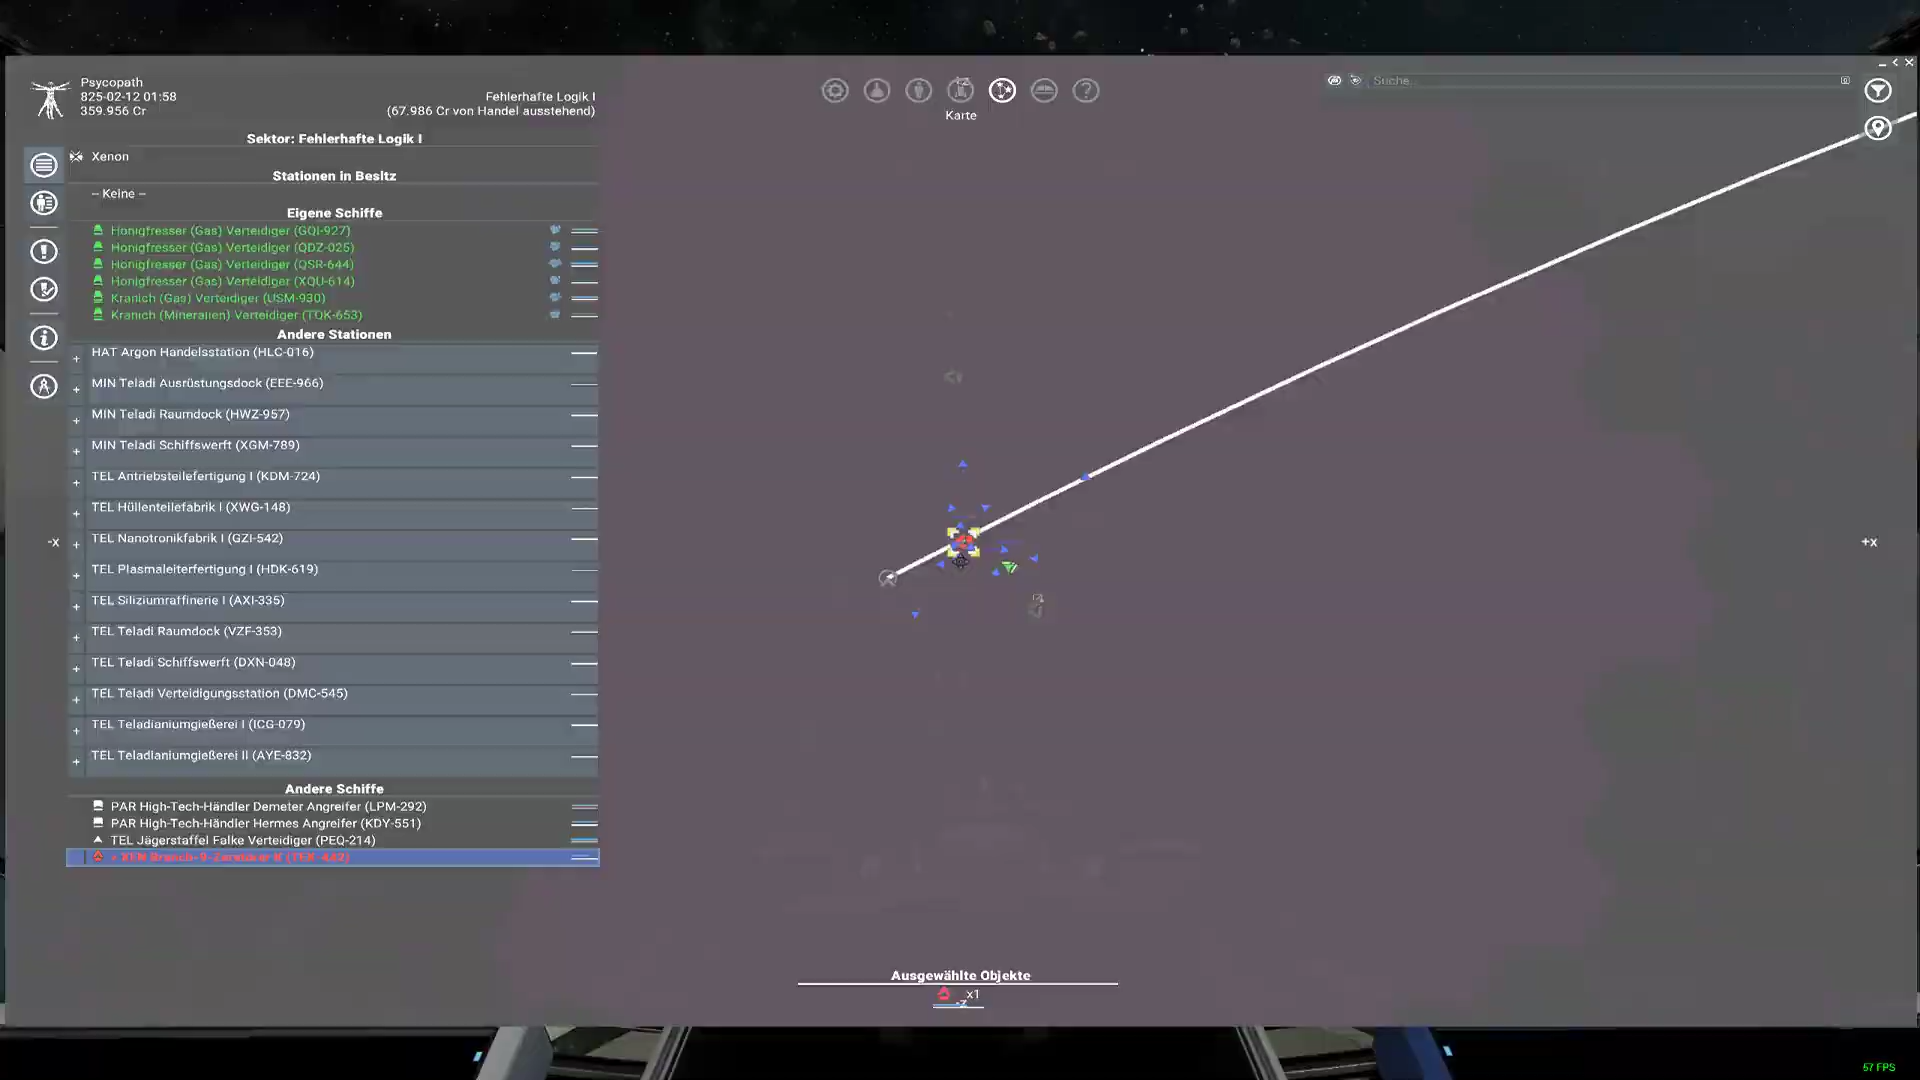 Psycopath
825-02-12 01:58
359.956 Cr
Fehlerhafte Logik I
(67.986 Cr von Handel ausstehend)
Karte
Suche...
Sektor: Fehlerhafte Logik I
Xenon
Stationen in Besitz
-- Keine --
Eigene Schiffe
Honigfresser (Gas) Verteidiger (GQI-927)
Honigfresser (Gas) Verteidiger (QDZ-025)
Honigfresser (Gas) Verteidiger (QSR-644)
Honigfresser (Gas) Verteidiger (XQU-614)
Kranich (Gas) Verteidiger (USM-930)
Kranich (Mineralien) Verteidiger (TOK-653)
Andere Stationen
HAT Argon Handelsstation (HLC-016)
MIN Teladi Ausrüstungsdock (EEE-966)
MIN Teladi Raumdock (HWZ-957)
MIN Teladi Schiffswerft (XGM-789)
TEL Antriebsteilefertigung I (KDM-724)
TEL Hüllenteilefabrik I (XWG-148)
TEL Nanotronikfabrik I (GZI-542)
TEL Plasmaleiterfertigung I (HDK-619)
TEL Siliziumraffinerie I (AXI-335)
TEL Teladi Raumdock (VZF-353)
TEL Teladi Schiffswerft (DXN-048)
TEL Teladi Verteidigungsstation (DMC-545)
TEL Teladianiumgießerei I (ICG-079)
TEL Teladianiumgießerei II (AYE-832)
Andere Schiffe
PAR High-Tech-Händler Demeter Angreifer (LPM-292)
PAR High-Tech-Händler Hermes Angreifer (KDY-551)
TEL Jägerstaffel Falke Verteidiger (PEQ-214)
XEN Branch-9-Zerstörer K
-x
+x
Ausgewählte Objekte
x1
-z
57 FPS